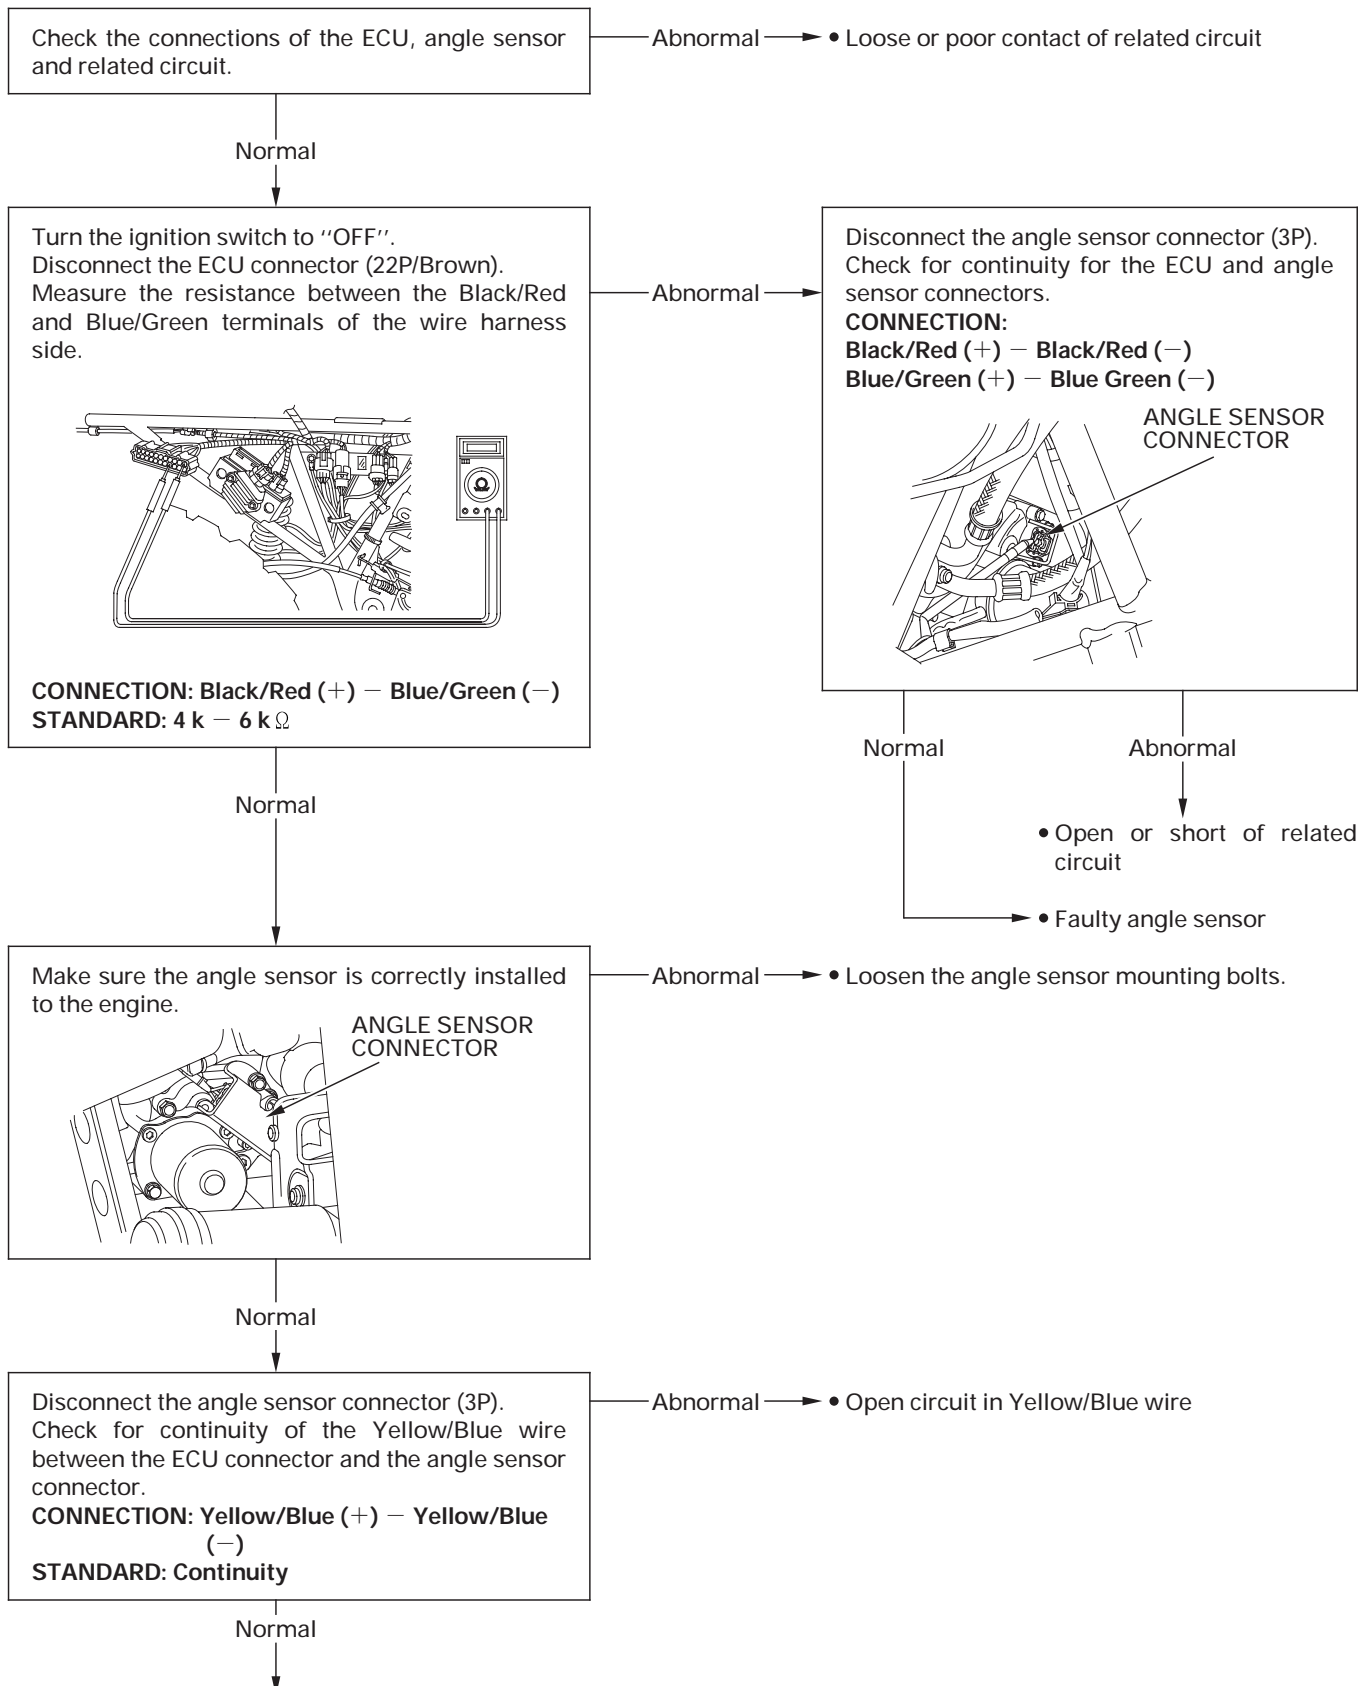 Check the connections of the ECU, angle sensor
and related circuit.
Abnormal
• Loose or poor contact of related circuit
Normal
Turn the ignition switch to ‘‘OFF’’.
Disconnect the ECU connector (22P/Brown).
Measure the resistance between the Black/Red
and Blue/Green terminals of the wire harness
side.
CONNECTION: Black/Red (+) − Blue/Green (−)
STANDARD: 4 k − 6 k Ω
Abnormal
Disconnect the angle sensor connector (3P).
Check for continuity for the ECU and angle
sensor connectors.
CONNECTION:
Black/Red (+) − Black/Red (−)
Blue/Green (+) − Blue Green (−)
ANGLE SENSOR
CONNECTOR
Normal
Abnormal
• Open or short of related
circuit
• Faulty angle sensor
Normal
Make sure the angle sensor is correctly installed
to the engine.
ANGLE SENSOR
CONNECTOR
Abnormal
• Loosen the angle sensor mounting bolts.
Normal
Disconnect the angle sensor connector (3P).
Check for continuity of the Yellow/Blue wire
between the ECU connector and the angle sensor
connector.
CONNECTION: Yellow/Blue (+) − Yellow/Blue
(−)
STANDARD: Continuity
Abnormal
• Open circuit in Yellow/Blue wire
Normal